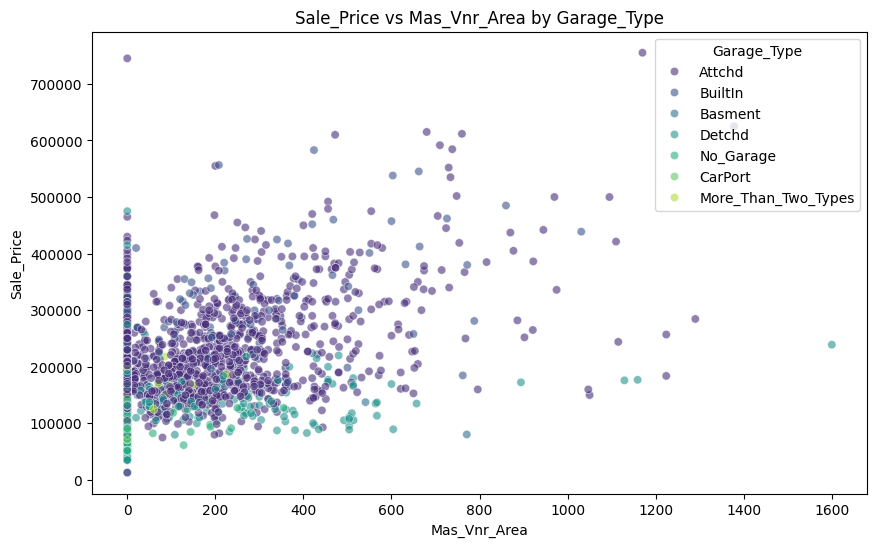 Sale_Price vs Mas_Vnr_Area by Garage_Type
Garage_Type
Attchd
BuiltIn
Basment
Detchd
No_Garage
CarPort
More_Than_Two_Types
Sale_Price
700000
600000
500000
400000
300000
200000
100000
0
0 200 400 600 800 1000 1200 1400 1600
Mas_Vnr_Area